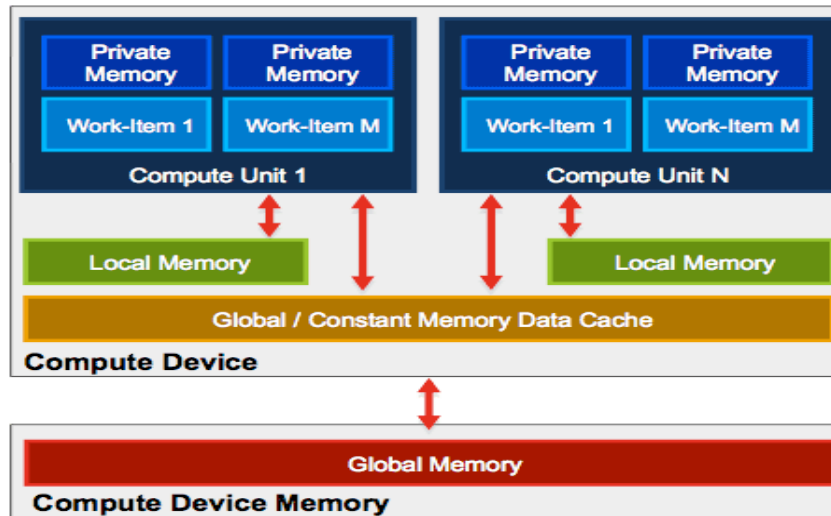 Private Memory
Private Memory
Private Memory
Private Memory
Work-Item 1
Work-Item M
Work-Item 1
Work-Item M
Compute Unit 1
Compute Unit N
Local Memory
Local Memory
Global / Constant Memory Data Cache
Compute Device
Global Memory
Compute Device Memory